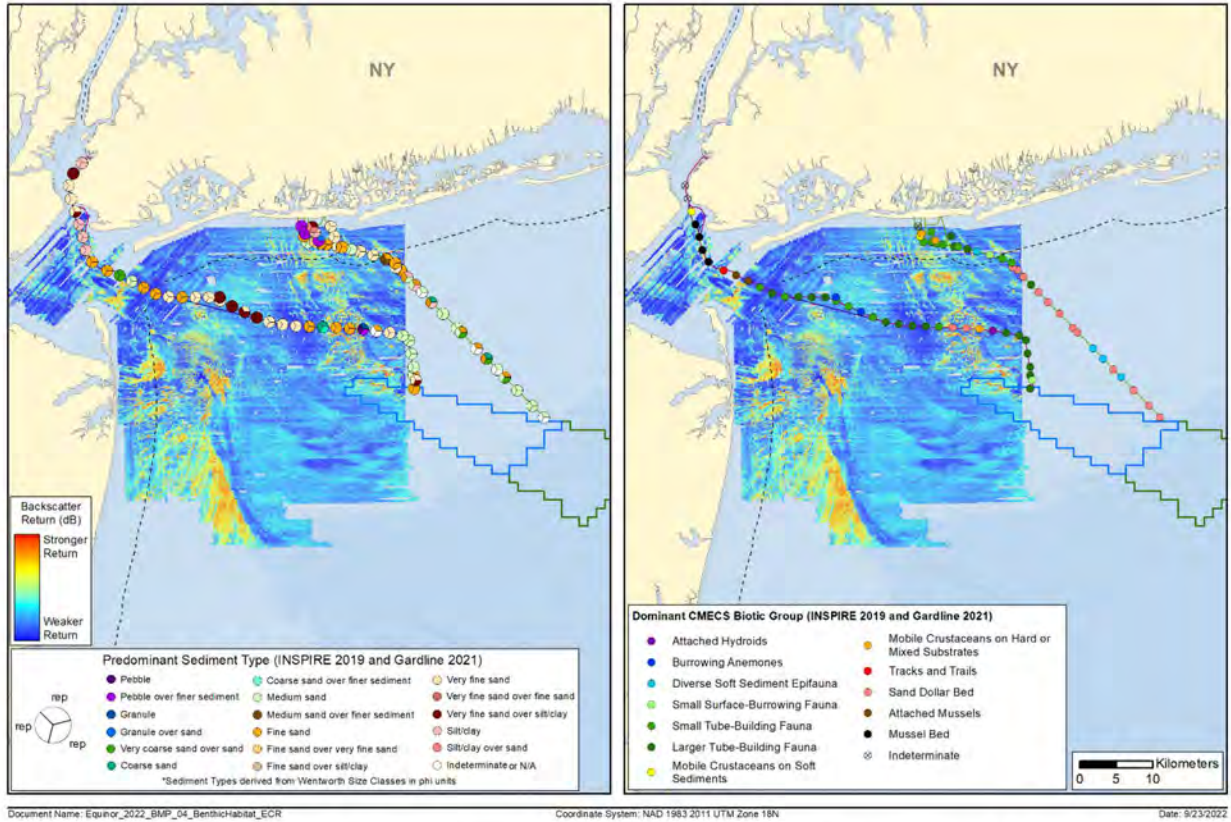 NY
Backscatter
Return (dB)
Stronger
Return
Weaker
Return
Predominant Sediment Type (INSPIRE 2019 and Gardline 2021)
rep
rep
rep
Pebble
Pebble over finer sediment
Granule
Granule over sand
Very coarse sand over sand
Coarse sand
Coarse sand over finer sediment
Medium sand
Medium sand over finer sediment
Fine sand
Fine sand over very fine sand
Fine sand over silt/clay
Very fine sand
Very fine sand over fine sand
Very fine sand over silt/clay
Silt/clay
Silt/clay over sand
Indeterminate or N/A
*Sediment Types derived from Wentworth Size Classes in phi units
NY
Dominant CMECS Biotic Group (INSPIRE 2019 and Gardline 2021)
Attached Hydroids
Burrowing Anemones
Diverse Soft Sediment Epifauna
Small Surface-Burrowing Fauna
Small Tube-Building Fauna
Larger Tube-Building Fauna
Mobile Crustaceans on Soft
Sediments
Mobile Crustaceans on Hard or
Mixed Substrates
Tracks and Trails
Sand Dollar Bed
Attached Mussels
Mussel Bed
Indeterminate
Kilometers
0 5 10
Document Name: Equinor_2022_BMP_04_BenthicHabitat_ECR
Coordinate System: NAD 1983 2011 UTM Zone 18N
Date: 9/23/2022